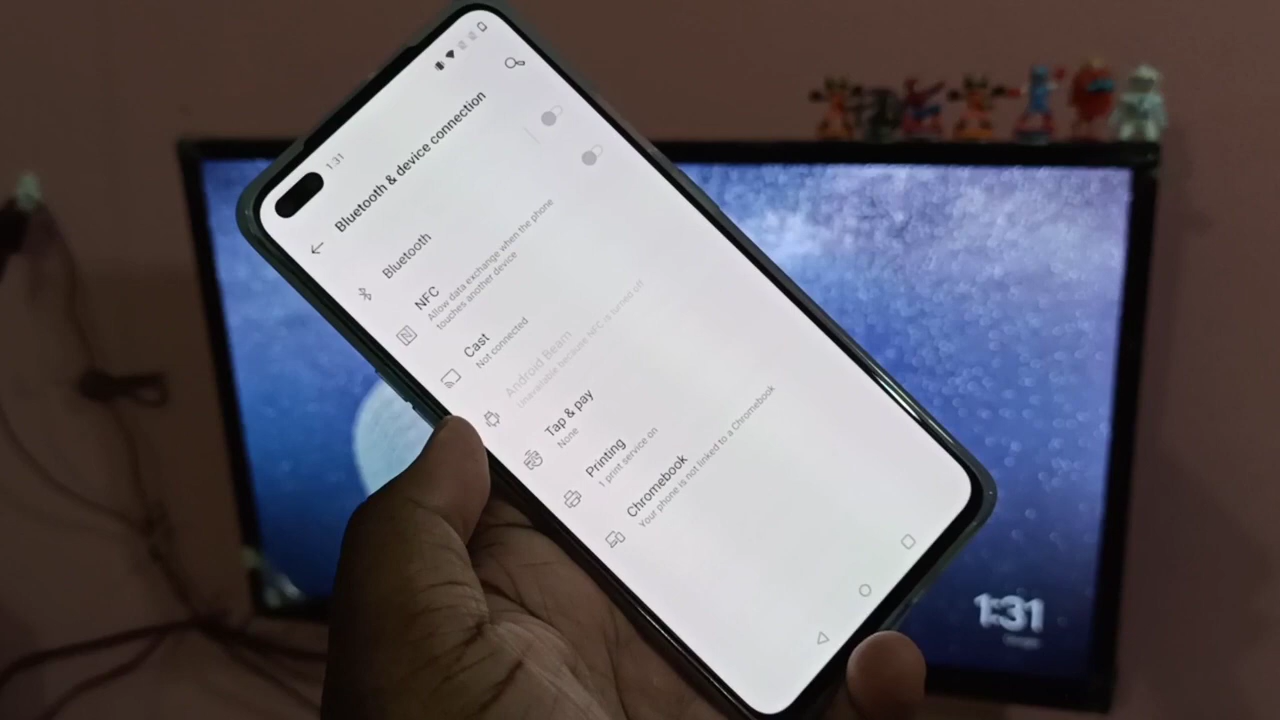 1:31
Bluetooth & device connection
Bluetooth
NFC
Allow data exchange when the phone
touches another device
Cast
Not connected
Android Beam
Unavailable because NFC is turned off
Tap & pay
None
Printing
1 print service on
Chromebook
Your phone is not linked to a Chromebook
1:31